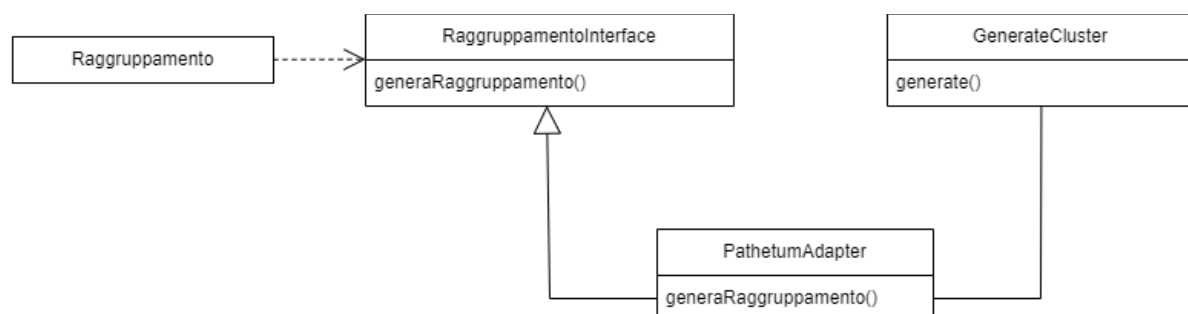 Raggruppamento
RaggruppamentoInterface
generaRaggruppamento()
GenerateCluster
generate()
PathetumAdapter
generaRaggruppamento()